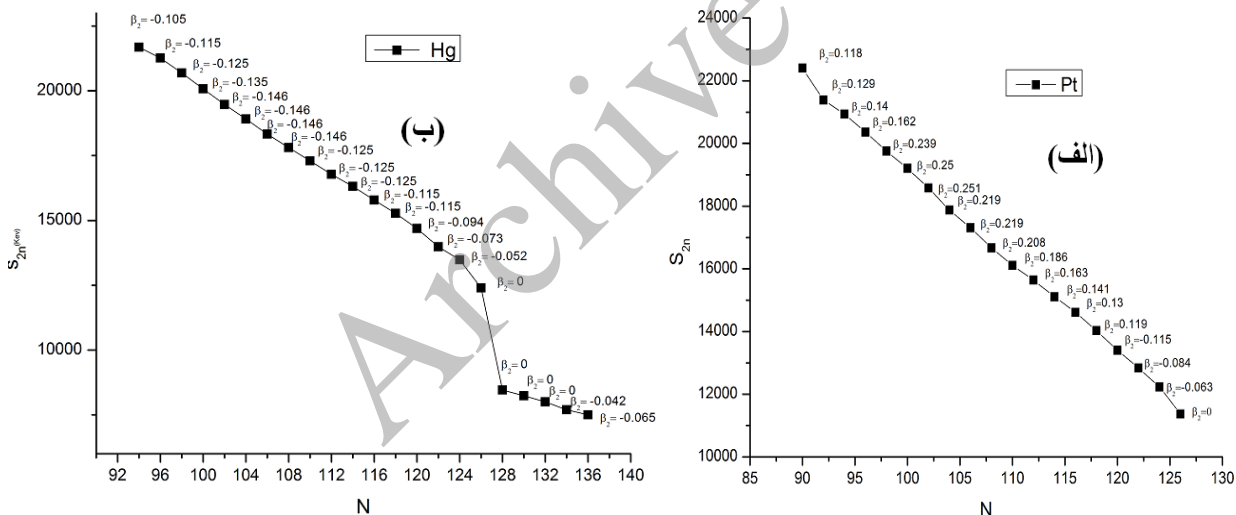 β₂= -0.105
β₂= -0.115
β₂= -0.125
β₂= -0.135
β₂= -0.146
β₂= -0.146
β₂= -0.146
β₂= -0.146
β₂= -0.125
β₂= -0.125
β₂= -0.125
β₂= -0.115
β₂= -0.115
β₂= -0.094
β₂= -0.073
β₂= -0.052
β₂= 0
β₂= 0
β₂= 0
β₂= 0
β₂= -0.042
β₂= -0.065
Hg
(ب)
20000
15000
10000
S₂ₙ(Kev)
92 96 100 104 108 112 116 120 124 128 132 136 140
N
24000
22000
20000
18000
16000
14000
12000
10000
S₂ₙ
β₂=0.118
β₂=0.129
β₂=0.14
β₂=0.162
β₂=0.239
β₂=0.25
β₂=0.251
β₂=0.219
β₂=0.219
β₂=0.208
β₂=0.186
β₂=0.163
β₂=0.141
β₂=0.13
β₂=0.119
β₂=-0.115
β₂=-0.084
β₂=-0.063
β₂=0
Pt
(الف)
85 90 95 100 105 110 115 120 125 130
N
Archive